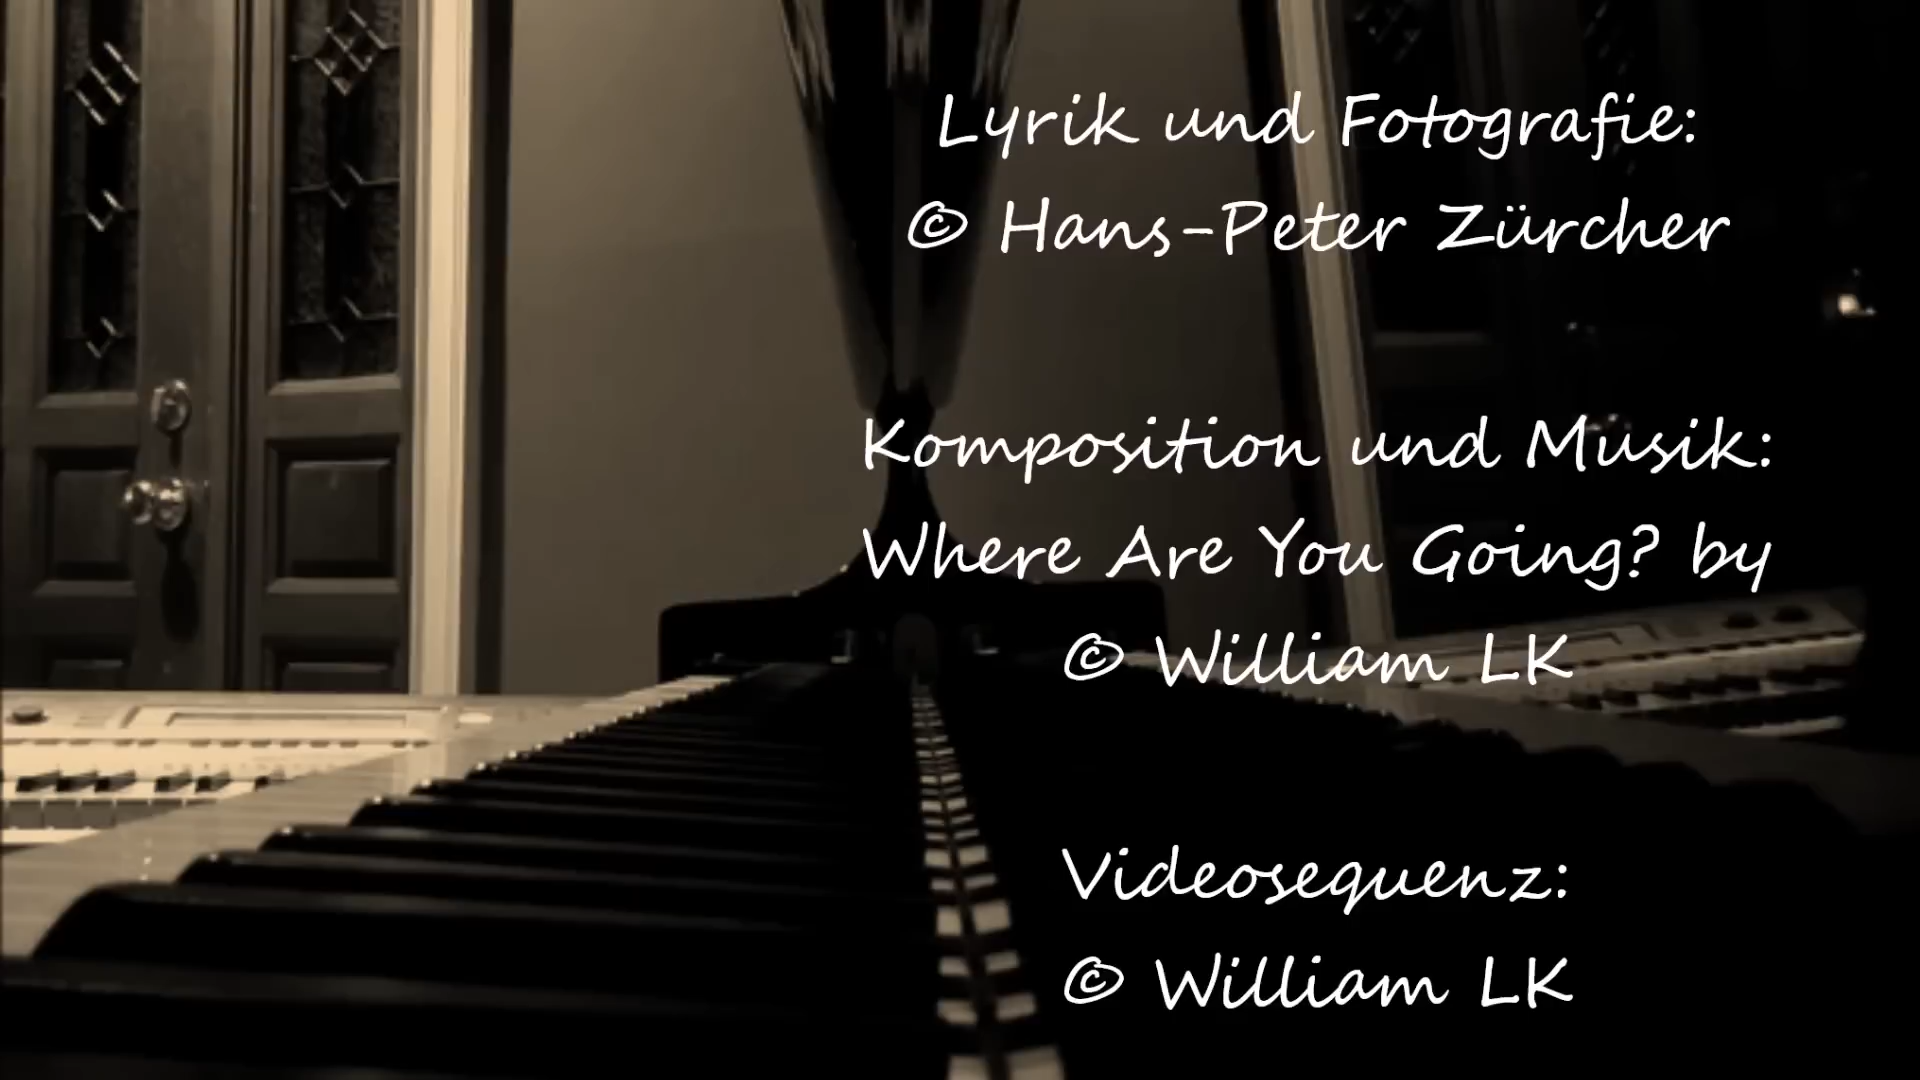 Lyrik und Fotografie:
© Hans-Peter Zürcher
Komposition und Musik:
Where Are You Going? by
© William LK
Videosequenz:
© William LK